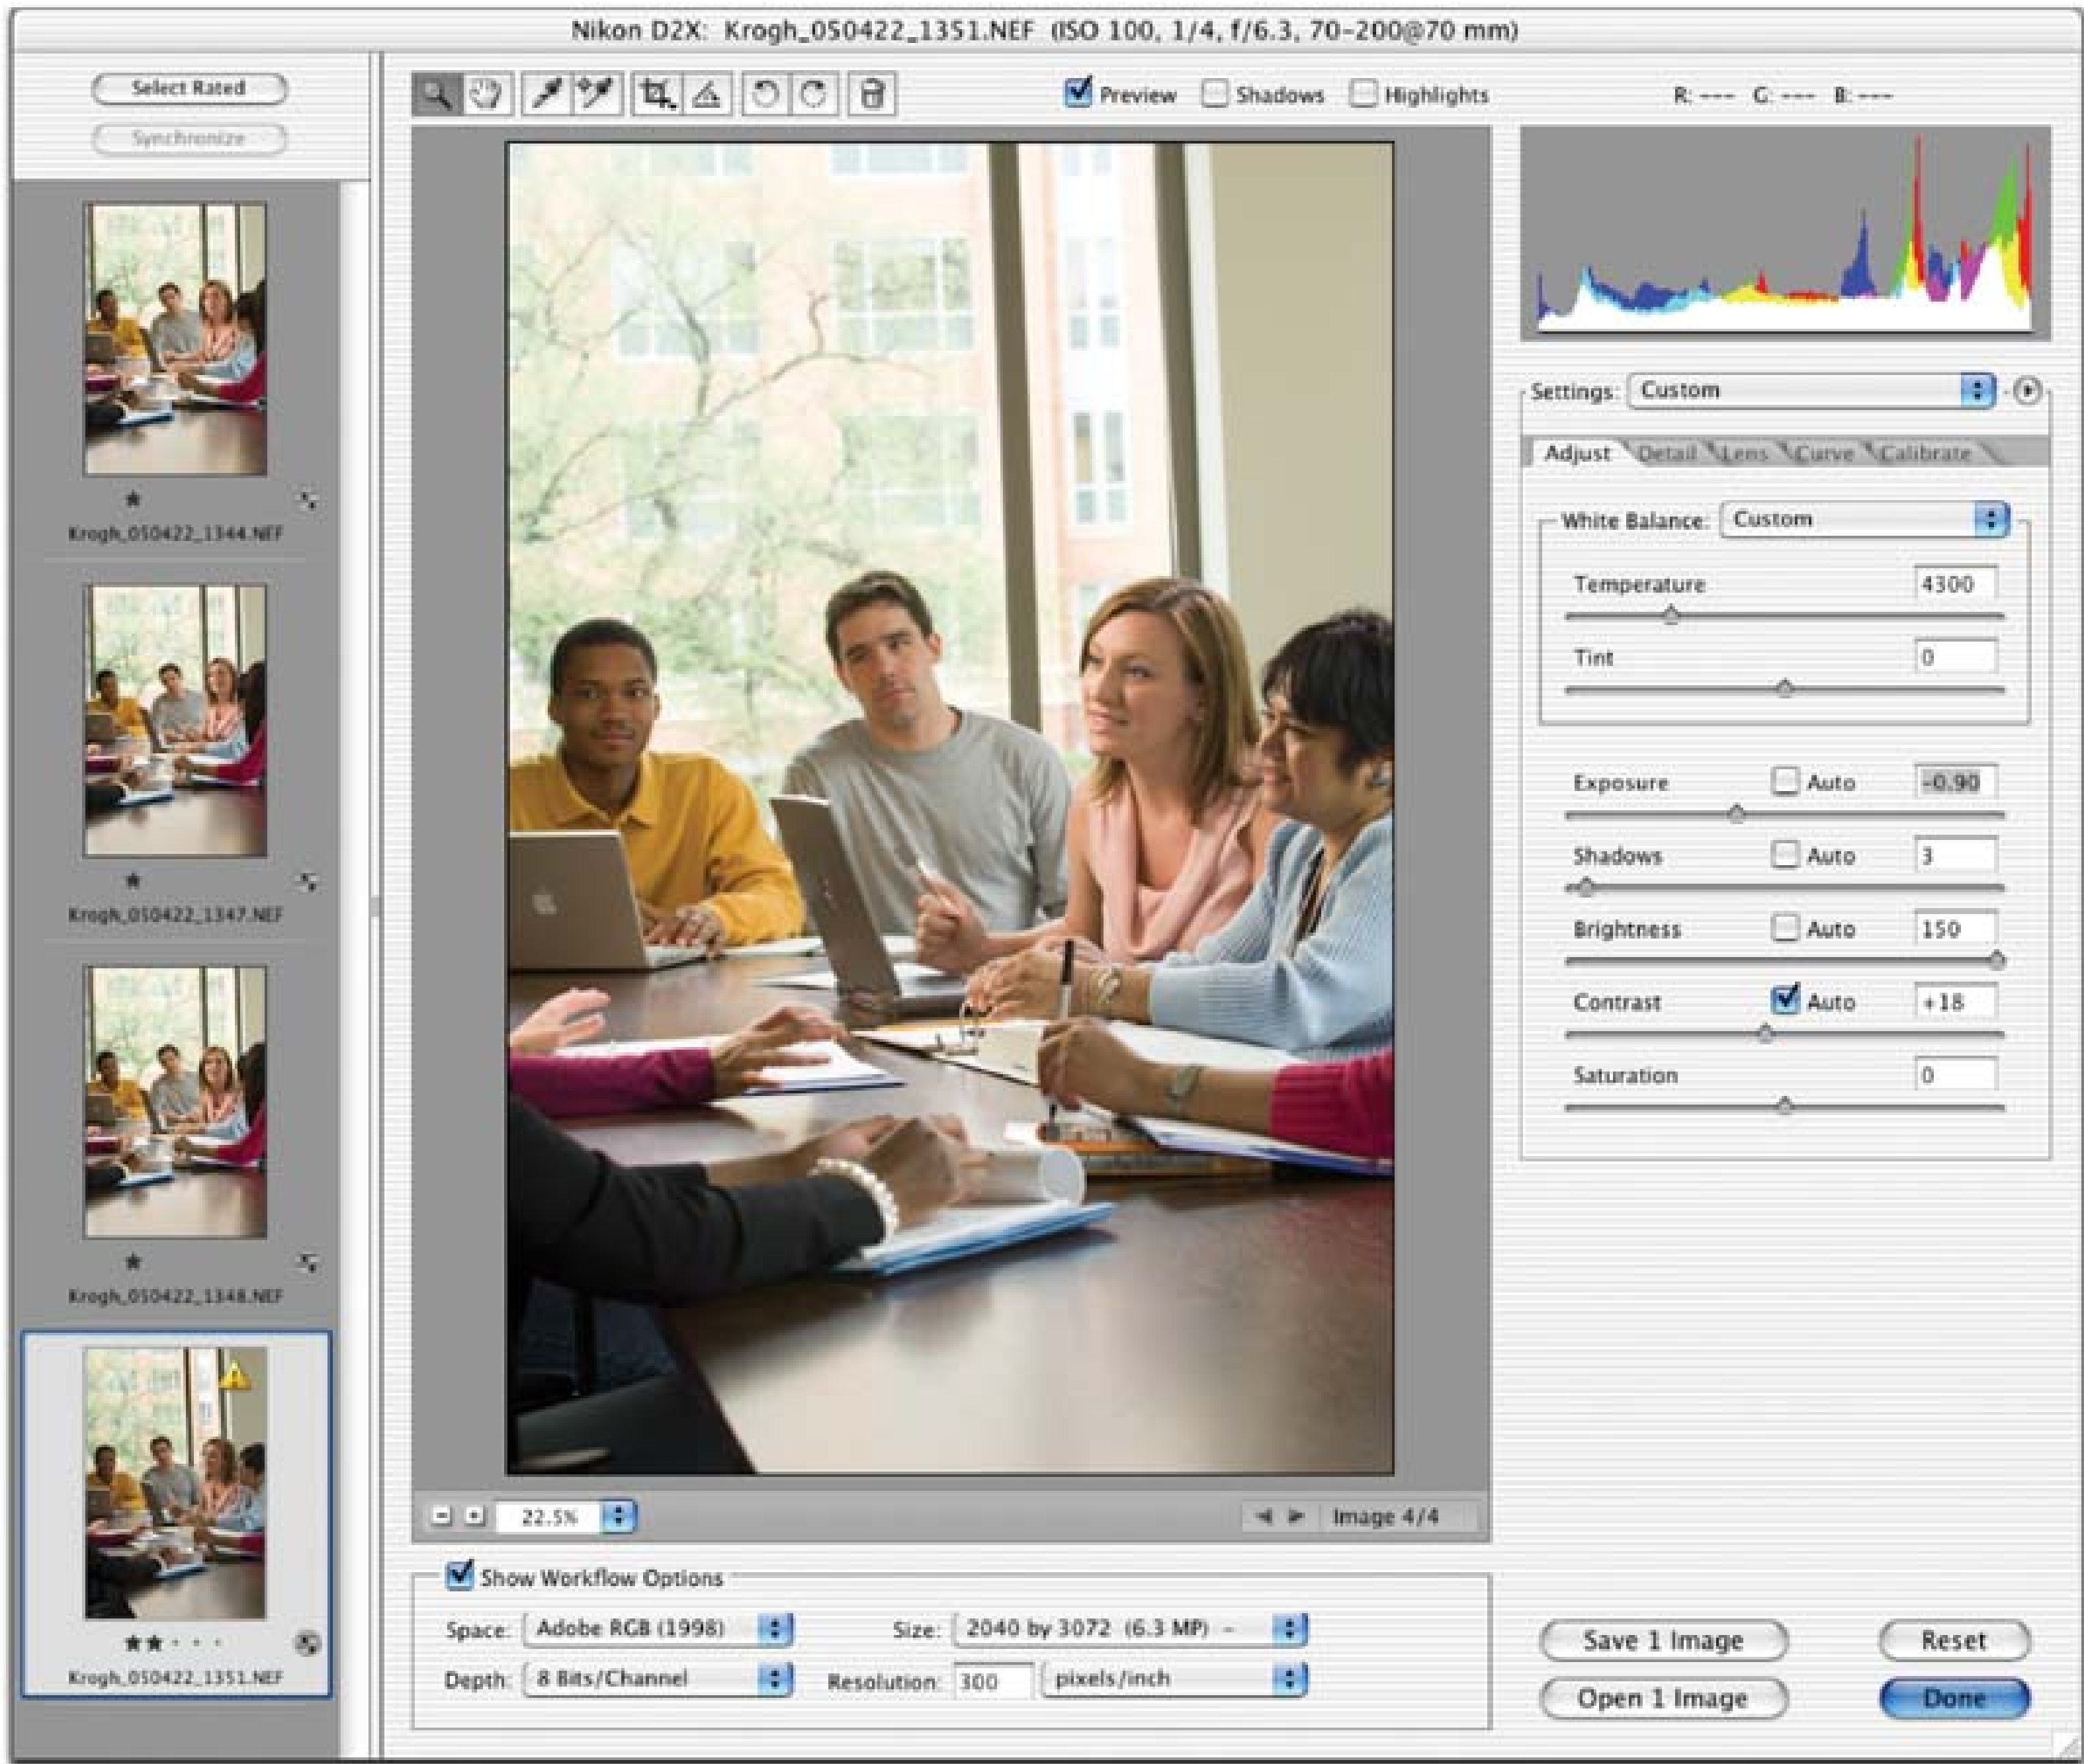 Nikon D2X: Krogh_050422_1351.NEF (ISO 100, 1/4, f/6.3, 70-200@70 mm)
Select Rated
Synchronize
Preview Shadows Highlights
R: --- G: --- B: ---
Krogh_050422_1344.NEF
Krogh_050422_1347.NEF
Krogh_050422_1348.NEF
Krogh_050422_1351.NEF
Settings: Custom
Adjust Detail Lens Curve Calibrate
White Balance: Custom
Temperature 4300
Tint 0
Exposure Auto -0.90
Shadows Auto 3
Brightness Auto 150
Contrast Auto +18
Saturation 0
22.5% Image 4/4
Show Workflow Options
Space: Adobe RGB (1998) Size: 2040 by 3072 (6.3 MP) -
Depth: 8 Bits/Channel Resolution: 300 pixels/inch
Save 1 Image Reset
Open 1 Image Done